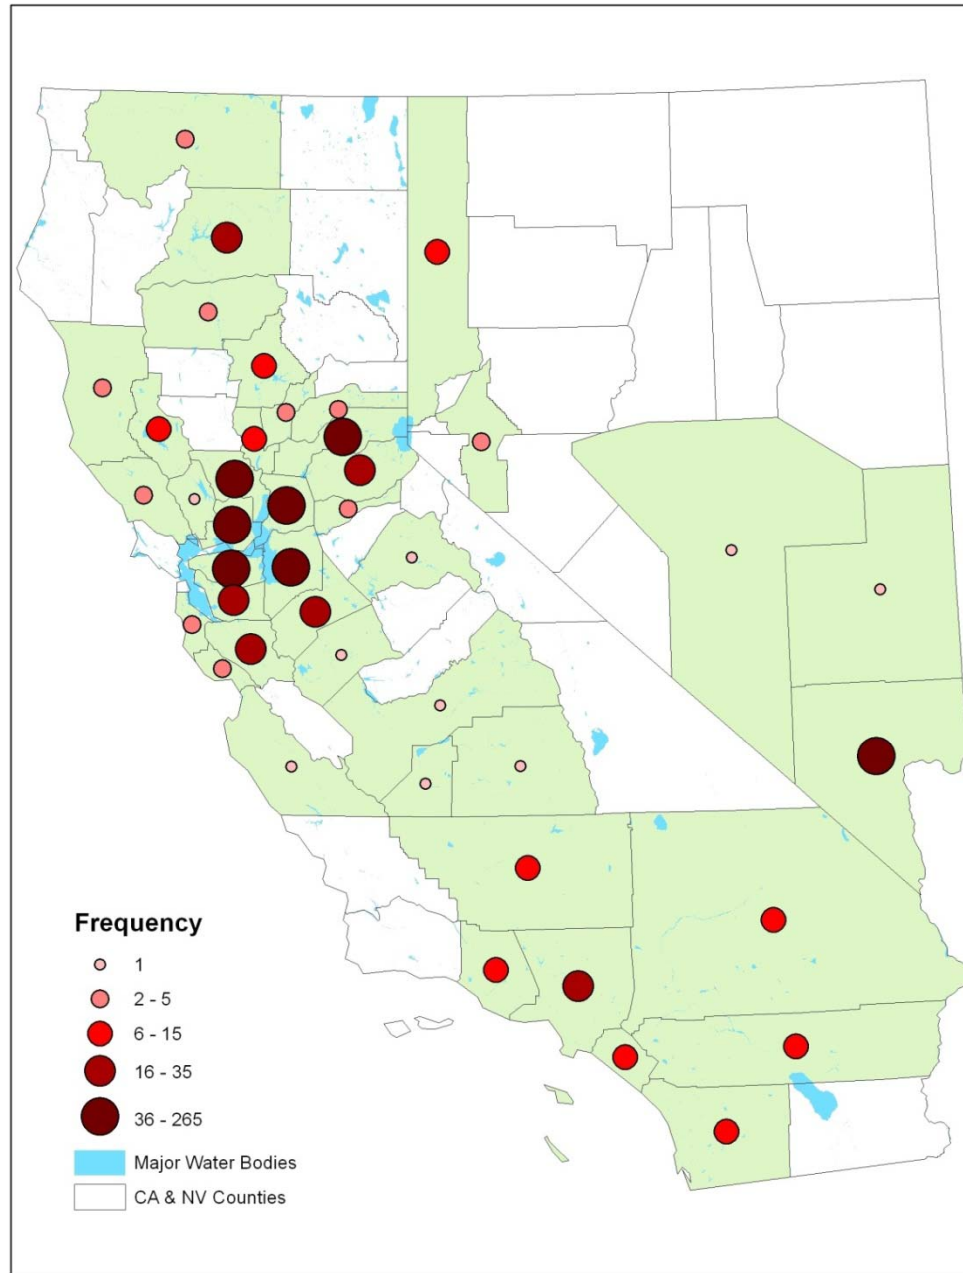 Frequency
1
2 - 5
6 - 15
16 - 35
36 - 265
Major Water Bodies
CA & NV Counties